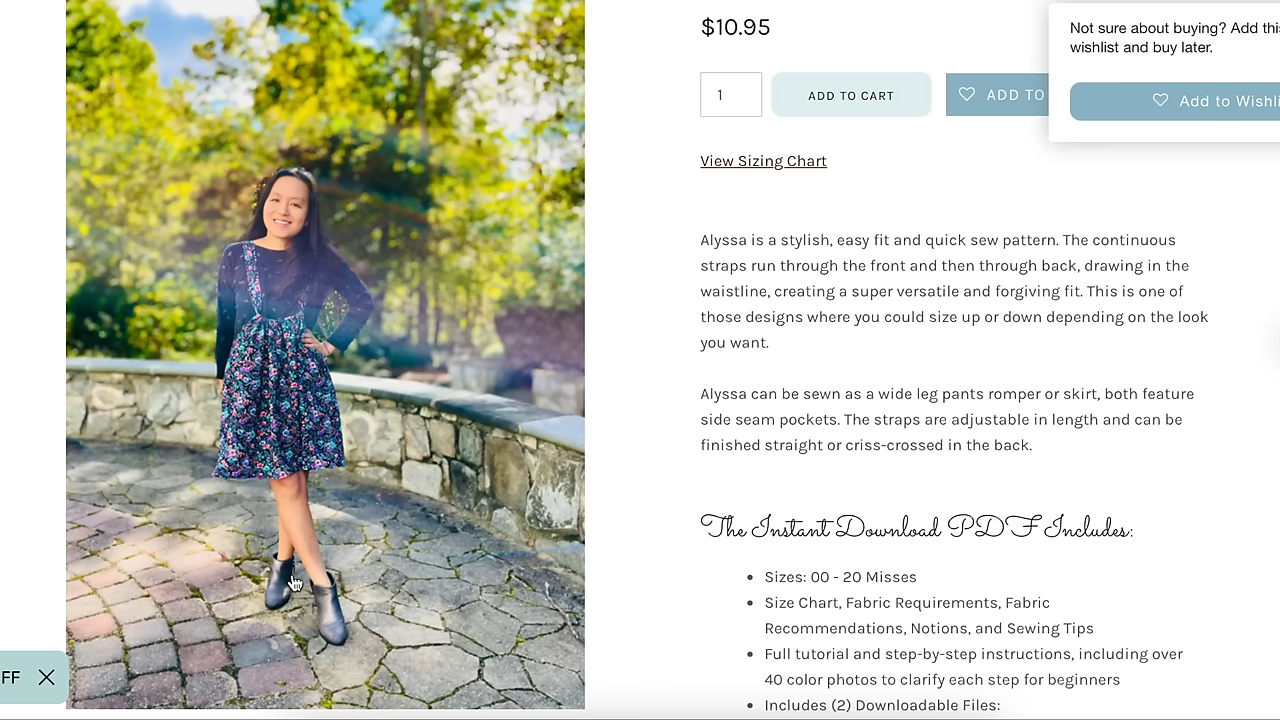 $10.95
Not sure about buying? Add thi
wishlist and buy later.
1
ADD TO CART
ADD TO
Add to Wishli
View Sizing Chart
Alyssa is a stylish, easy fit and quick sew pattern. The continuous
straps run through the front and then through back, drawing in the
waistline, creating a super versatile and forgiving fit. This is one of
those designs where you could size up or down depending on the look
you want.
Alyssa can be sewn as a wide leg pants romper or skirt, both feature
side seam pockets. The straps are adjustable in length and can be
finished straight or criss-crossed in the back.
The Instant Download PDF Includes:
• Sizes: 00 - 20 Misses
• Size Chart, Fabric Requirements, Fabric
Recommendations, Notions, and Sewing Tips
• Full tutorial and step-by-step instructions, including over
40 color photos to clarify each step for beginners
• Includes (2) Downloadable Files:
FF